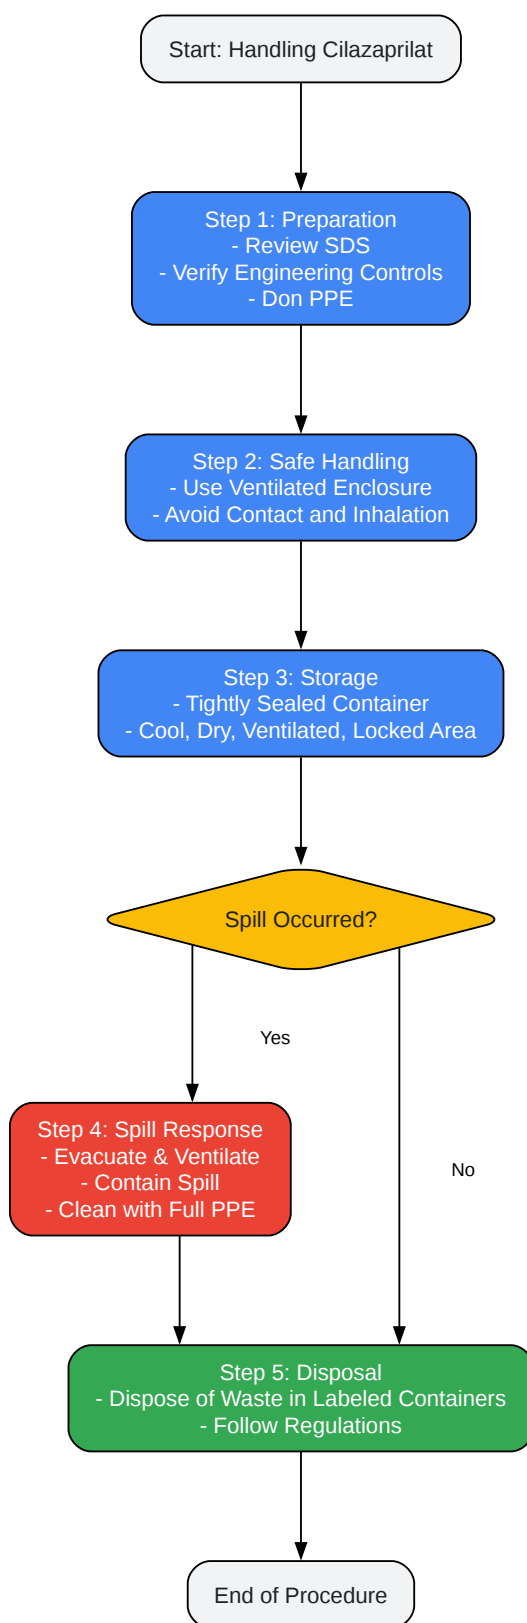 Start: Handling Cilazaprilat
Step 1: Preparation
- Review SDS
- Verify Engineering Controls
- Don PPE
Step 2: Safe Handling
- Use Ventilated Enclosure
- Avoid Contact and Inhalation
Step 3: Storage
- Tightly Sealed Container
- Cool, Dry, Ventilated, Locked Area
Spill Occurred?
Yes
Step 4: Spill Response
- Evacuate & Ventilate
- Contain Spill
- Clean with Full PPE
No
Step 5: Disposal
- Dispose of Waste in Labeled Containers
- Follow Regulations
End of Procedure